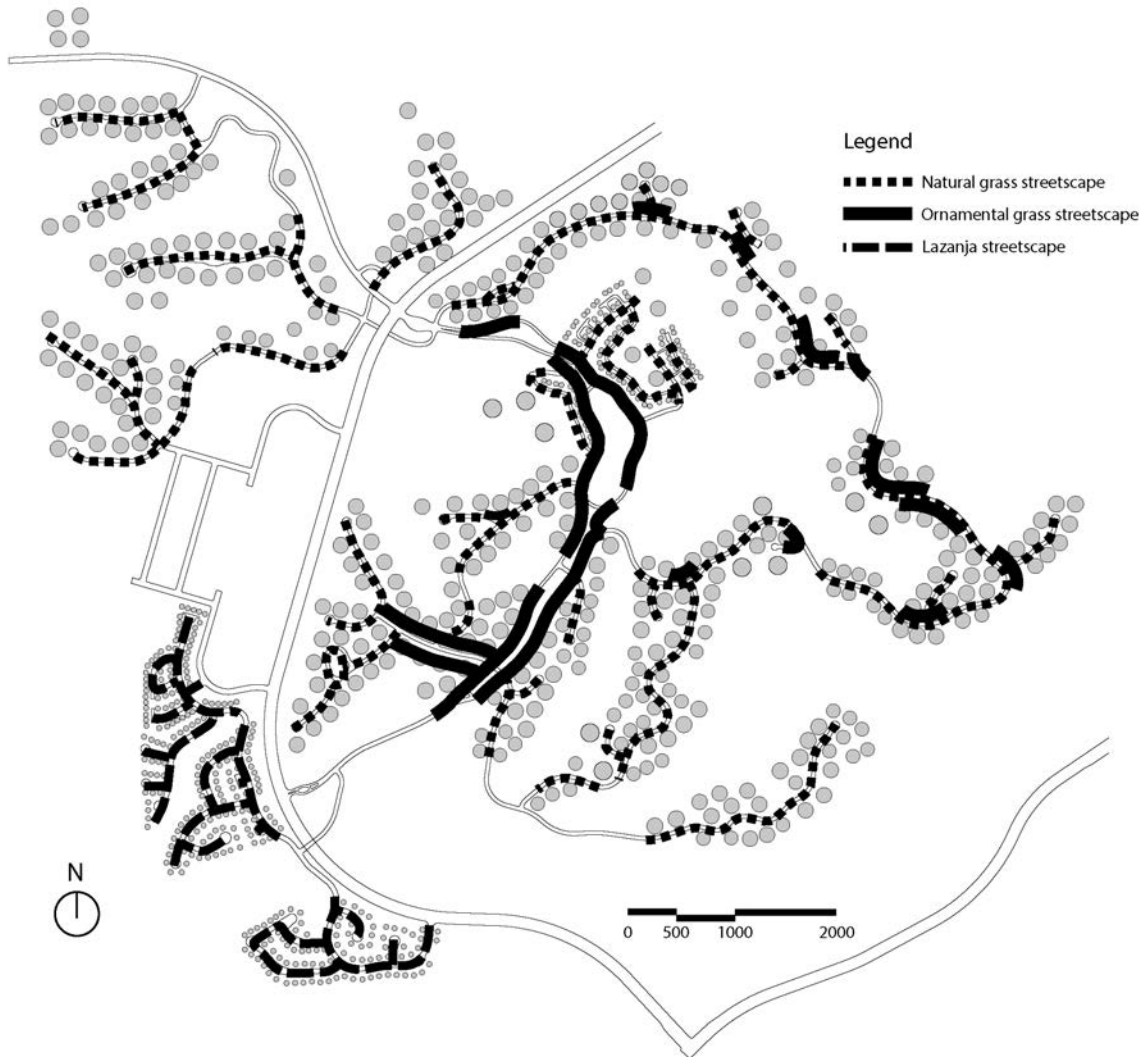 Legend
Natural grass streetscape
Ornamental grass streetscape
Lazanja streetscape
N
0 500 1000 2000